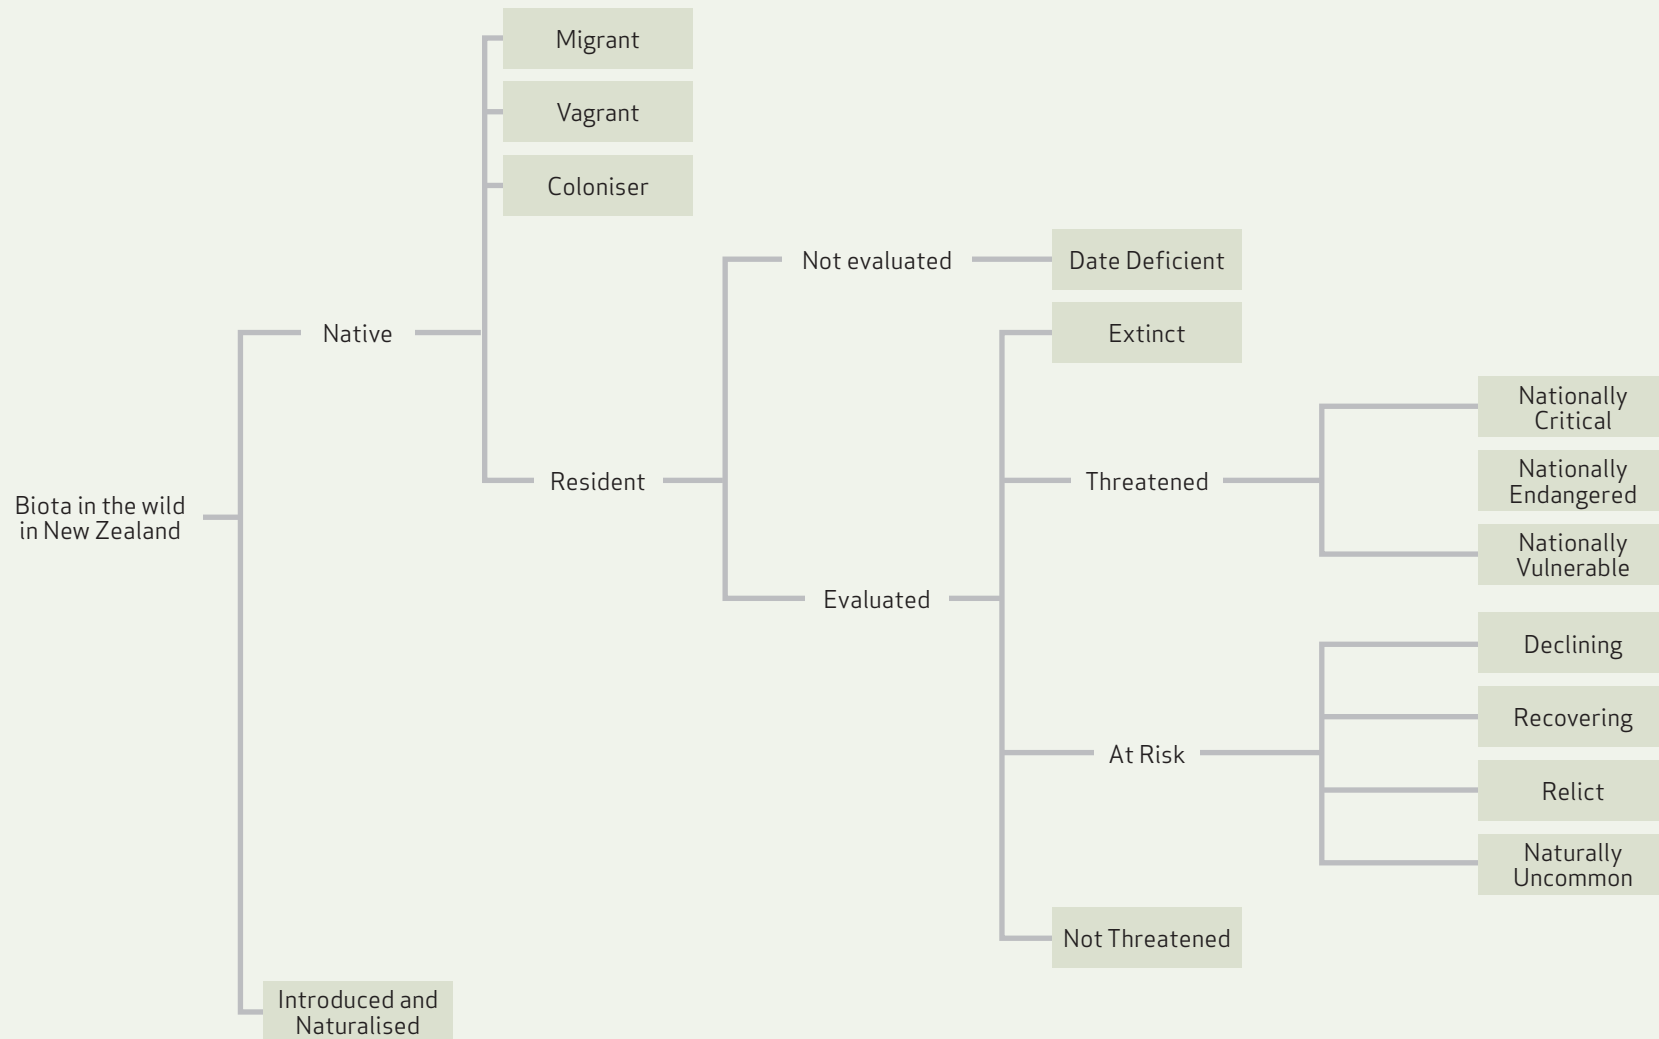 Migrant
Vagrant
Coloniser
Not evaluated
Date Deficient
Native
Extinct
Nationally
Critical
Nationally
Endangered
Nationally
Vulnerable
Resident
Threatened
Biota in the wild
in New Zealand
Evaluated
Declining
Recovering
At Risk
Relict
Naturally
Uncommon
Not Threatened
Introduced and
Naturalised